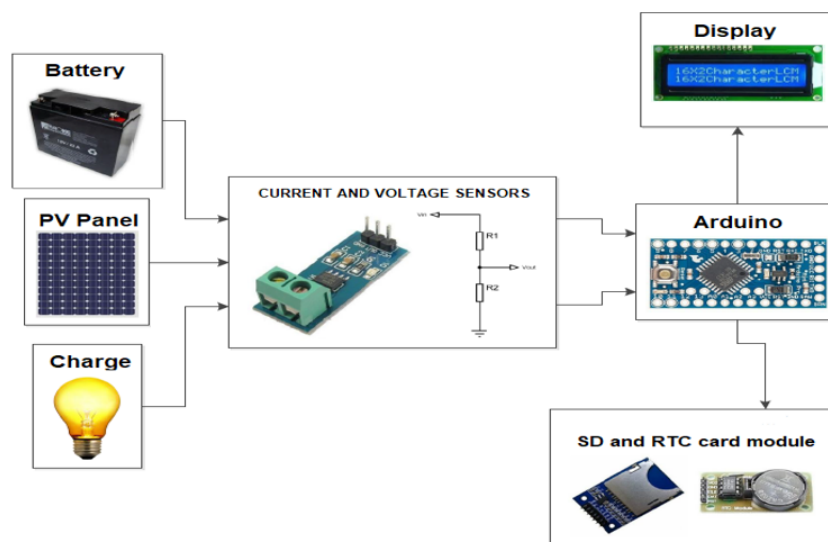 Battery
PV Panel
Charge
CURRENT AND VOLTAGE SENSORS
Vin
R1
Vout
R2
Display
16X2CharacterLCM
16X2CharacterLCM
Arduino
SD and RTC card module